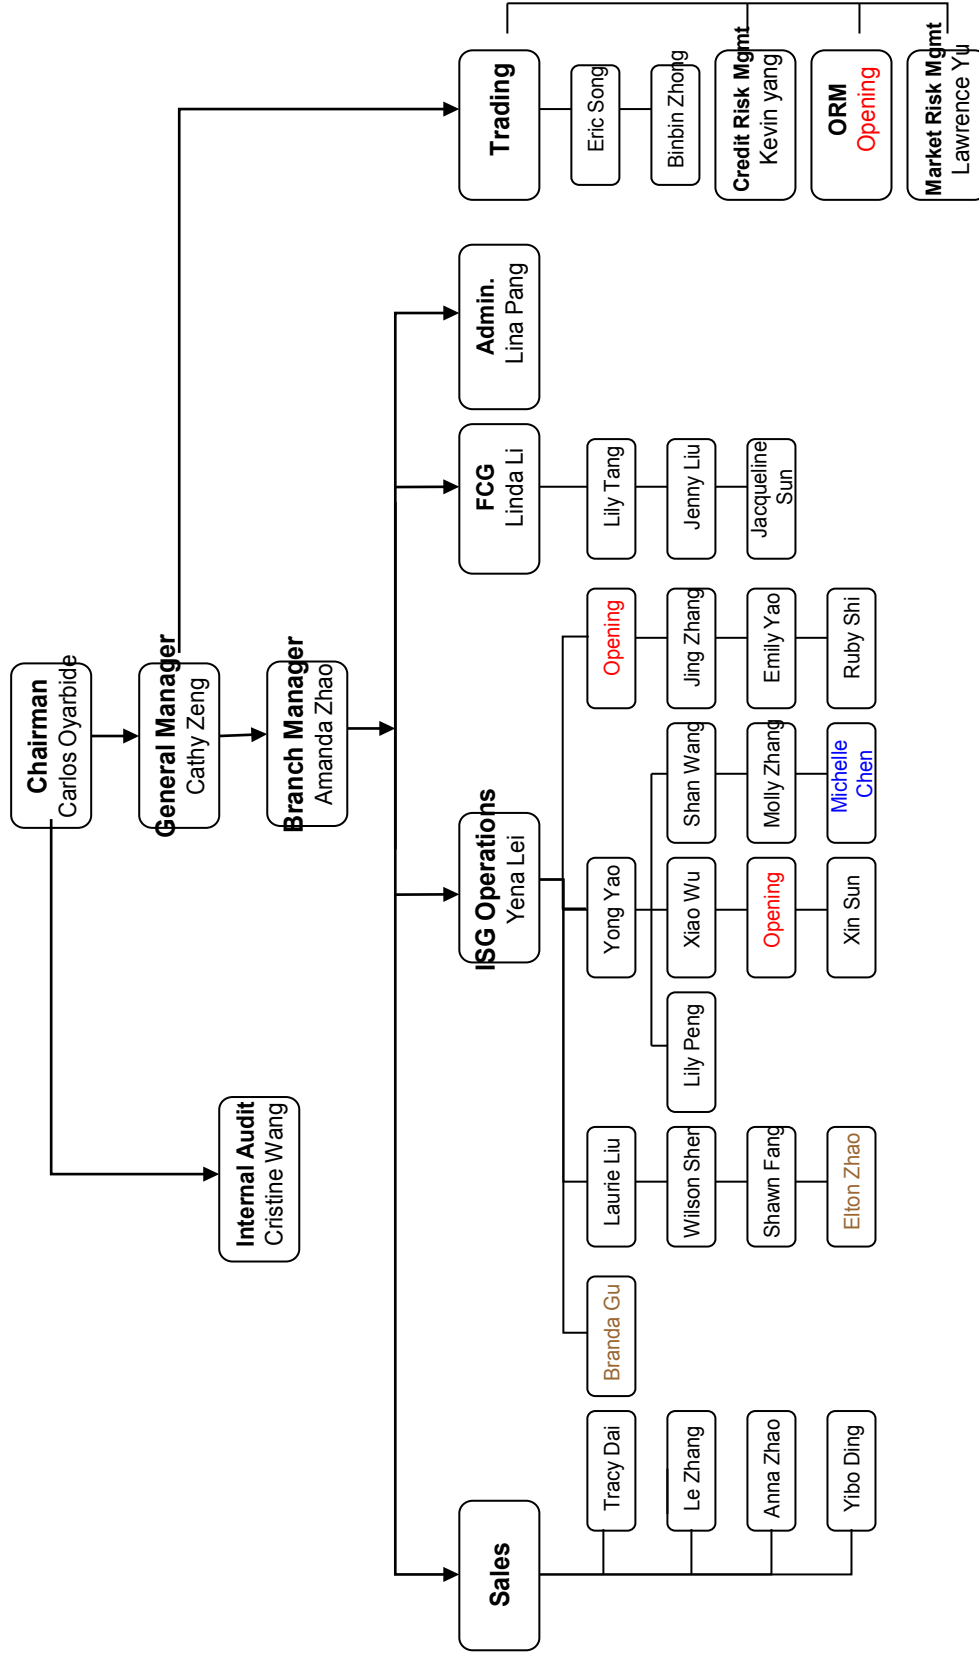 Chairman
Carlos Oyarbide
General Manager
Cathy Zeng
Branch Manager
Amanda Zhao
Internal Audit
Cristine Wang
Sales
Tracy Dai
Le Zhang
Anna Zhao
Yibo Ding
ISG Operations
Yena Lei
Branda Gu
Laurie Liu
Wilson Shen
Shawn Fang
Elton Zhao
Yong Yao
Lily Peng
Xiao Wu
Opening
Xin Sun
Shan Wang
Molly Zhang
Michelle
Chen
Opening
Jing Zhang
Emily Yao
Ruby Shi
FCG
Linda Li
Lily Tang
Jenny Liu
Jacqueline
Sun
Admin.
Lina Pang
Trading
Eric Song
Binbin Zhong
Credit Risk Mgmt
Kevin yang
ORM
Opening
Market Risk Mgmt
Lawrence Yu